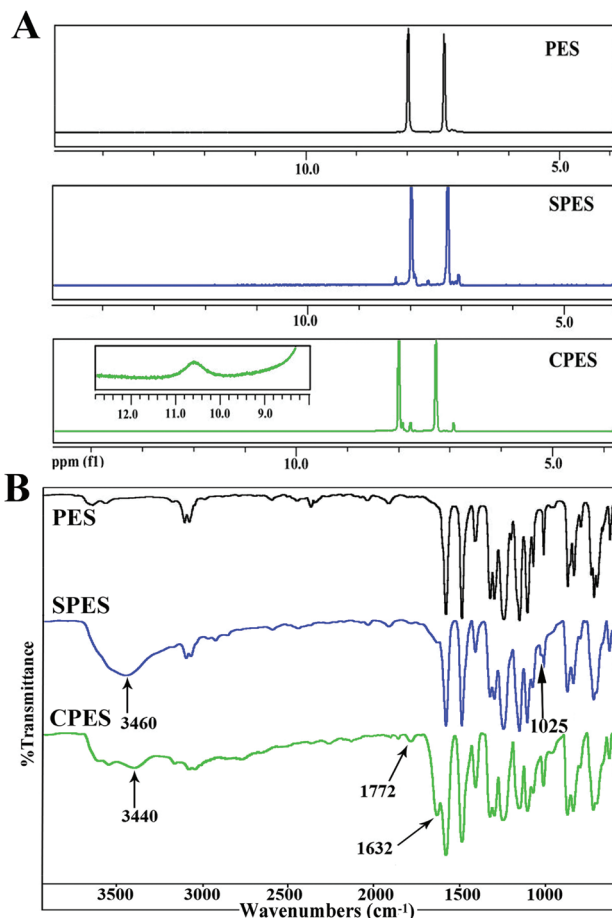 A
PES
10.0 5.0
SPES
10.0 5.0
CPES
12.0 11.0 10.0 9.0
ppm (f1) 10.0 5.0
B
PES
SPES
3460
1025
CPES
3440
1772
1632
%Transmittance
3500 3000 2500 2000 1500 1000
Wavenumbers (cm⁻¹)